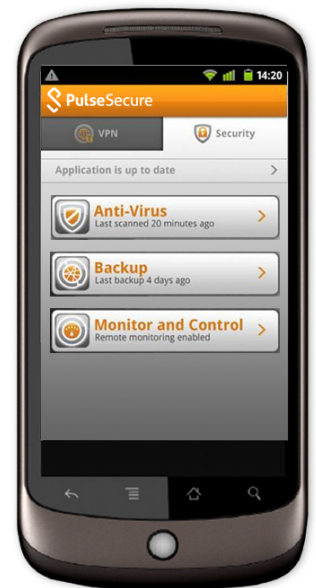 14:20
PulseSecure
VPN
Security
Application is up to date
Anti-Virus
Last scanned 20 minutes ago
Backup
Last backup 4 days ago
Monitor and Control
Remote monitoring enabled